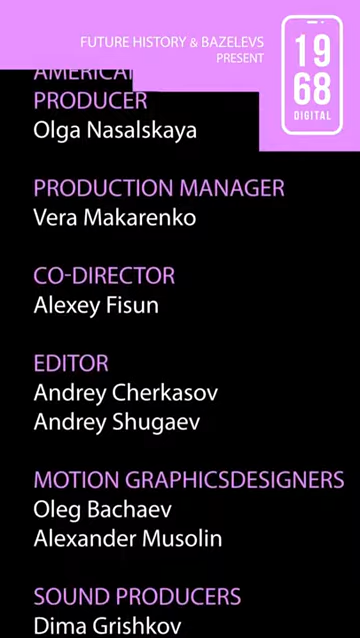 FUTURE HISTORY & BAZELEVS
PRESENT
19
68
DIGITAL
AMERICAN
PRODUCER
Olga Nasalskaya
PRODUCTION MANAGER
Vera Makarenko
CO-DIRECTOR
Alexey Fisun
EDITOR
Andrey Cherkasov
Andrey Shugaev
MOTION GRAPHICSDESIGNERS
Oleg Bachaev
Alexander Musolin
SOUND PRODUCERS
Dima Grishkov